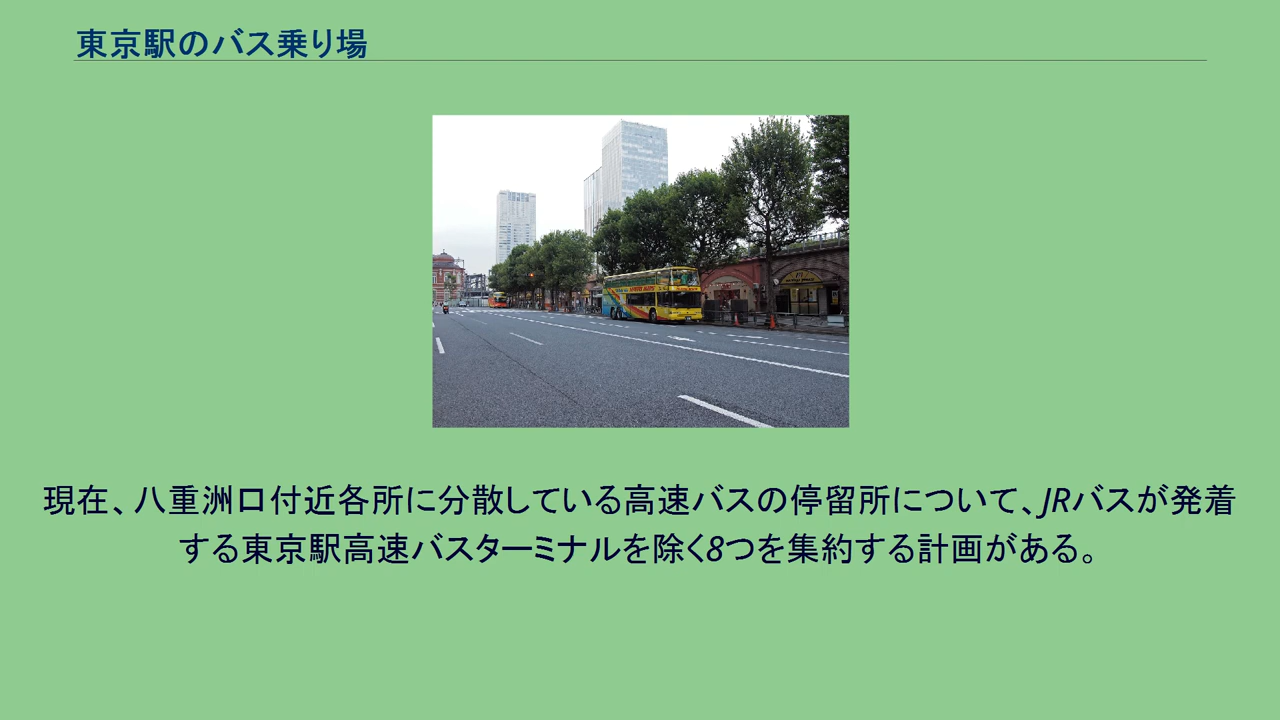 東京駅のバス乗り場
現在、八重洲口付近各所に分散している高速バスの停留所について、JRバスが発着
する東京駅高速バスターミナルを除く8つを集約する計画がある。